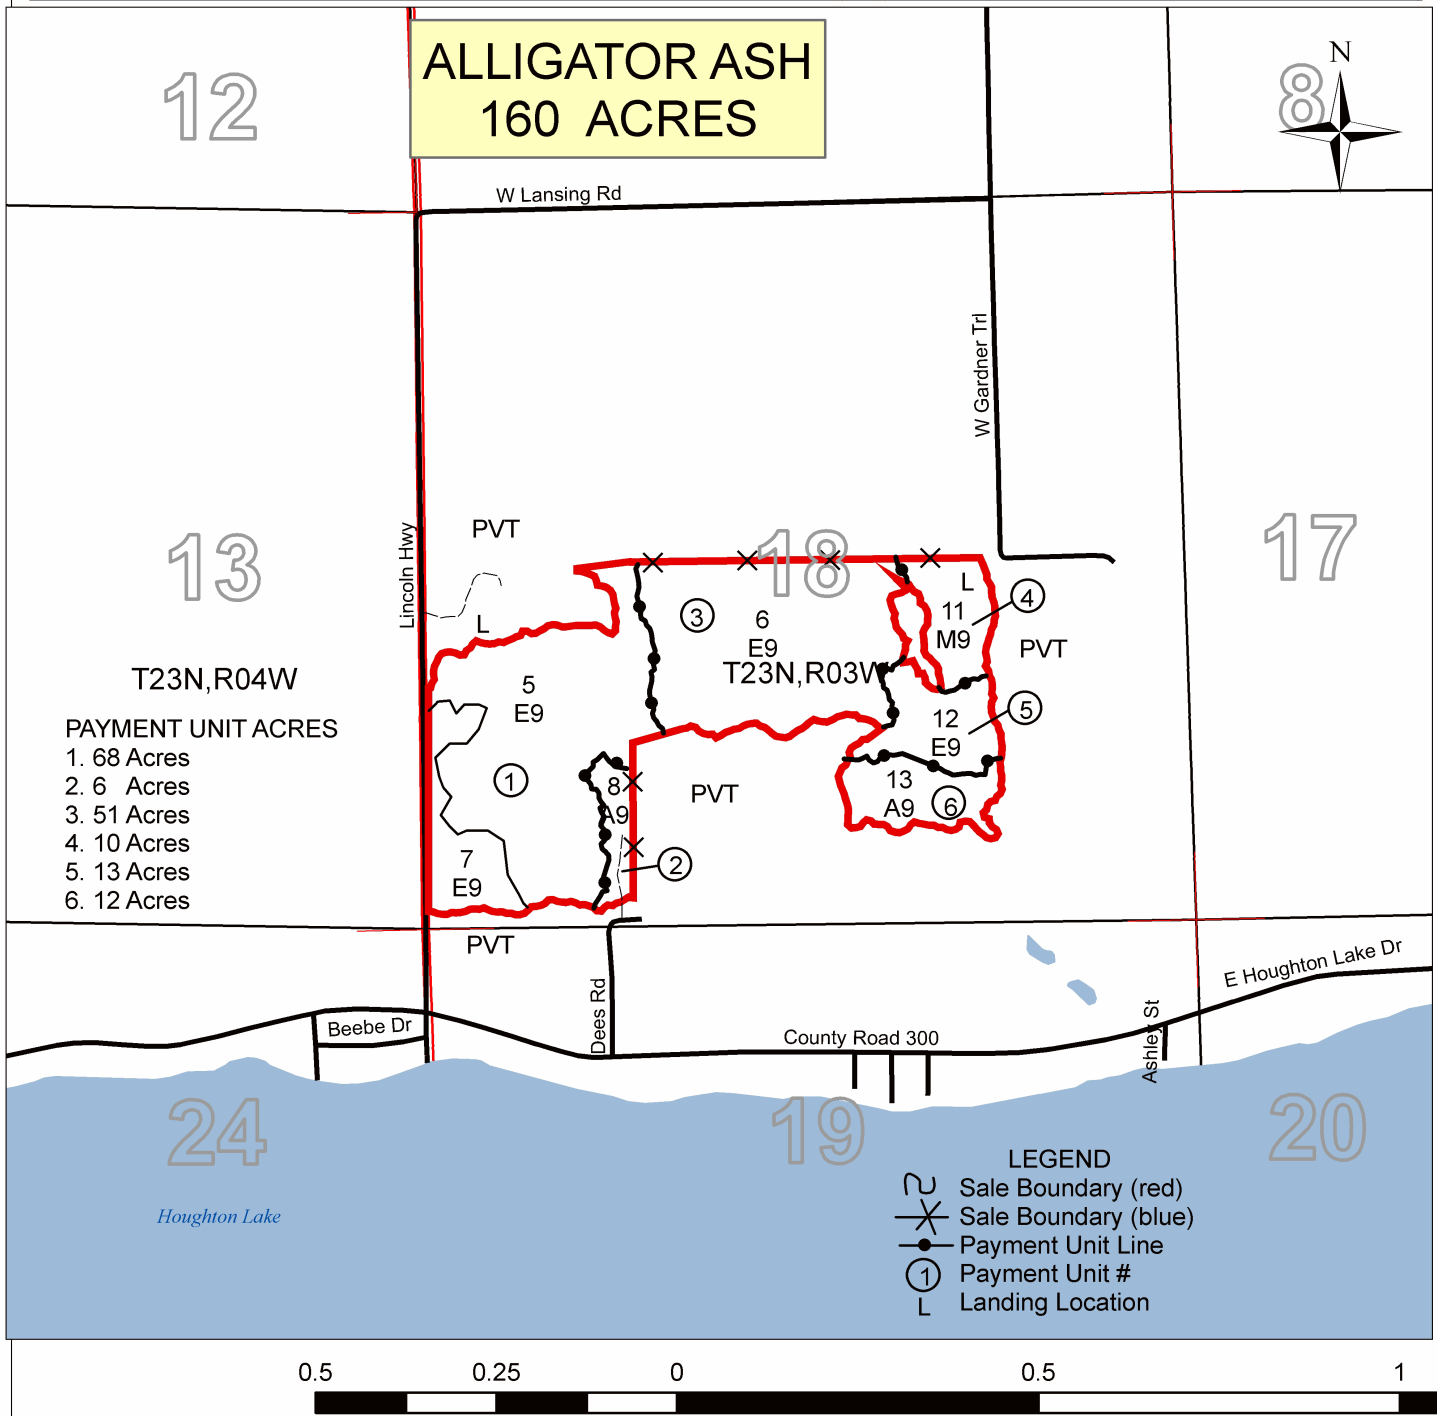 ALLIGATOR ASH
160 ACRES
12
8
N
W Lansing Rd
W Gardner Trl
Lincoln Hwy
13
18
17
PVT
L
T23N,R04W
PAYMENT UNIT ACRES
1. 68 Acres
2. 6 Acres
3. 51 Acres
4. 10 Acres
5. 13 Acres
6. 12 Acres
3
6
E9
T23N,R03W
L
11
M9
4
PVT
5
E9
1
12
E9
5
8
A9
PVT
13
A9
6
7
E9
2
PVT
Dees Rd
Beebe Dr
County Road 300
Ashley St
E Houghton Lake Dr
24
19
20
Houghton Lake
LEGEND
Sale Boundary (red)
Sale Boundary (blue)
Payment Unit Line
1 Payment Unit #
L Landing Location
0.5 0.25 0 0.5 1